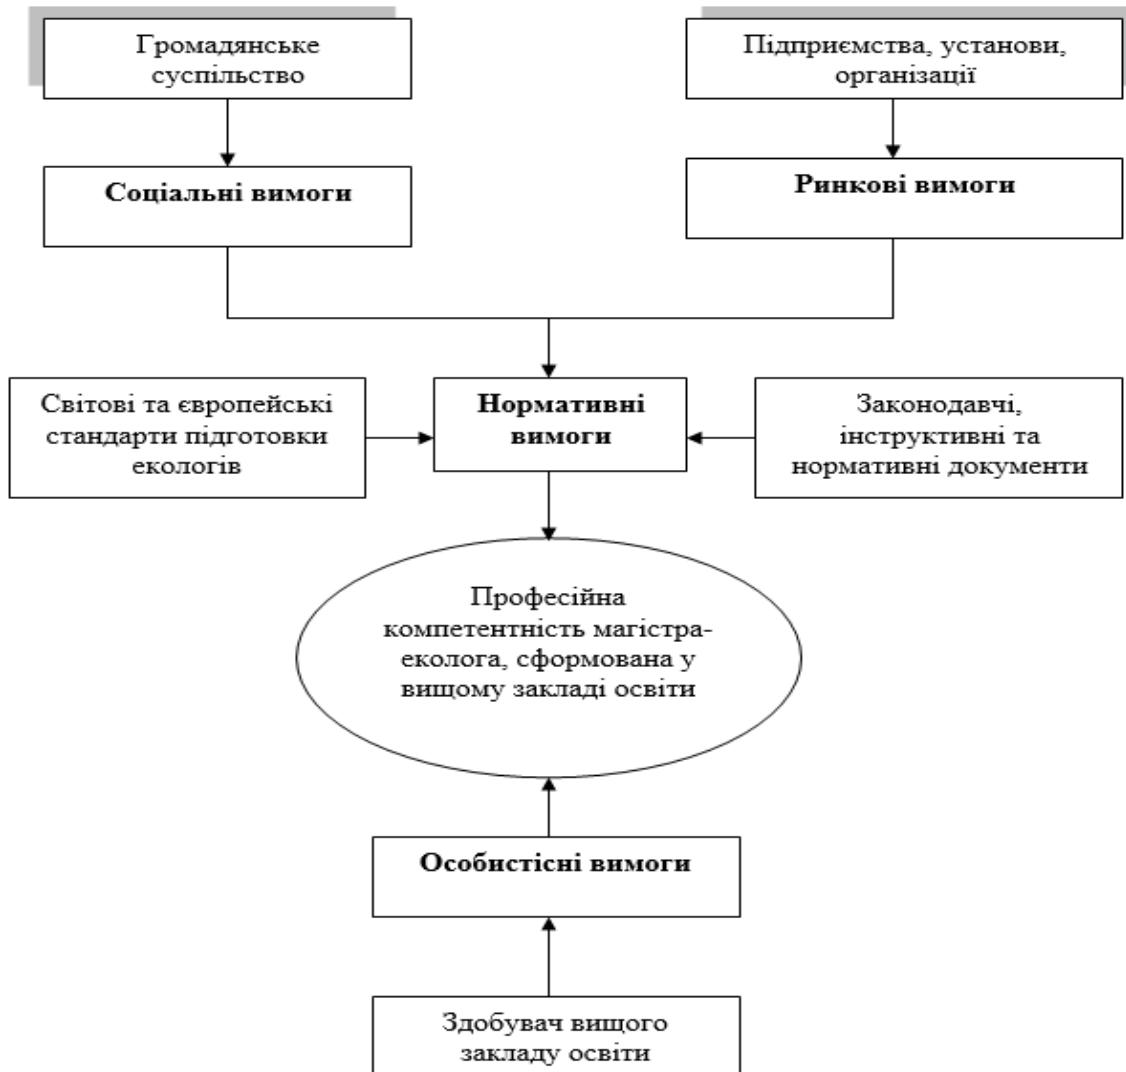 Громадянське
суспільство
Підприємства, установи,
організації
Соціальні вимоги
Ринкові вимоги
Світові та європейські
стандарти підготовки
екологів
Нормативні
вимоги
Законодавчі,
інструктивні та
нормативні документи
Професійна
компетентність магістра-
еколога, сформована у
вищому закладі освіти
Особистісні вимоги
Здобувач вищого
закладу освіти